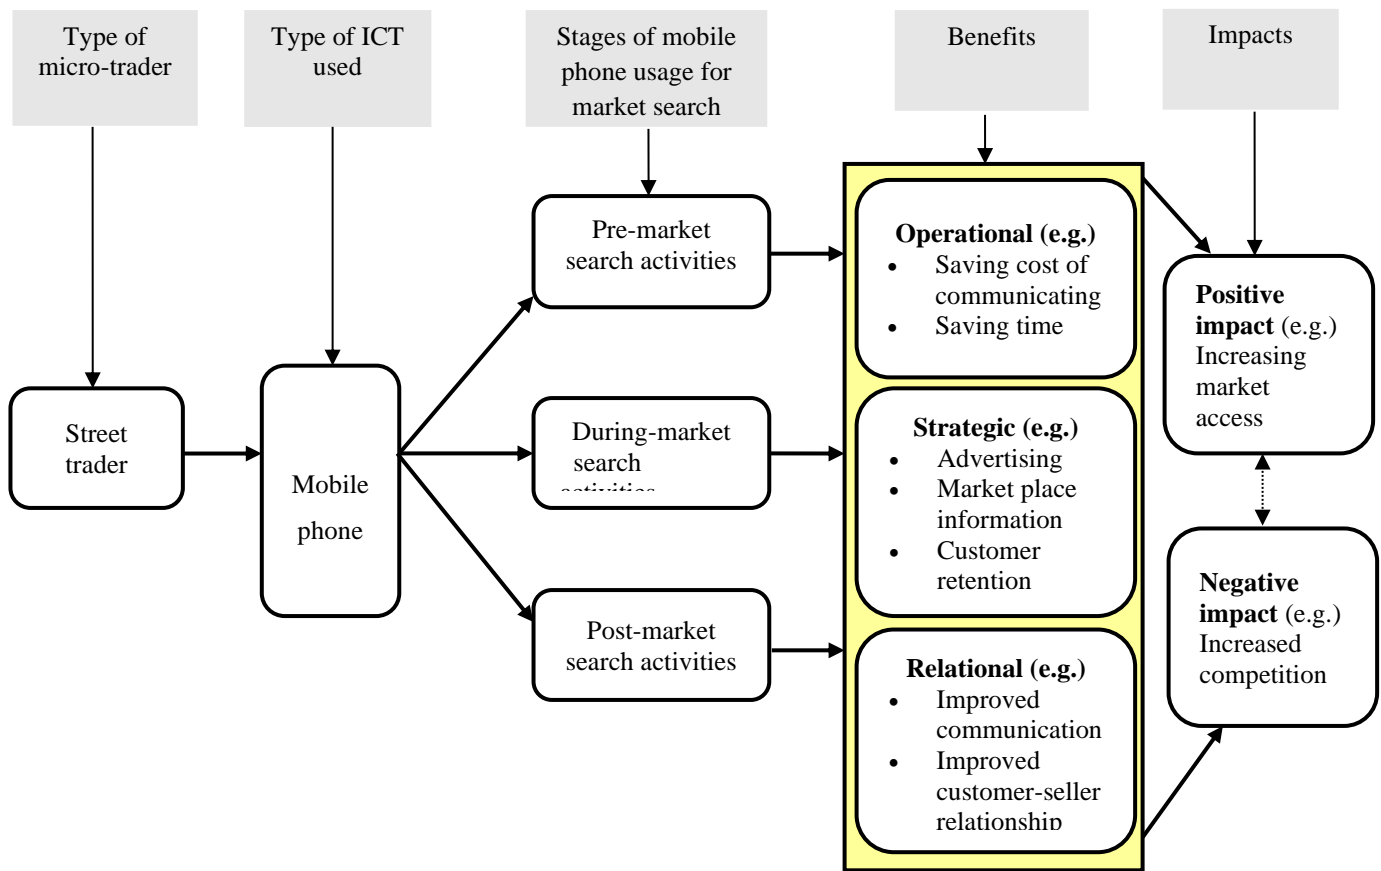 Type of
micro-trader
Type of ICT
used
Stages of mobile
phone usage for
market search
Benefits
Impacts
Street
trader
Mobile
phone
Pre-market
search activities
During-market
search
activities
Post-market
search activities
Operational (e.g.)
• Saving cost of
communicating
• Saving time
Strategic (e.g.)
• Advertising
• Market place
information
• Customer
retention
Relational (e.g.)
• Improved
communication
• Improved
customer-seller
relationship
Positive
impact (e.g.)
Increasing
market
access
Negative
impact (e.g.)
Increased
competition